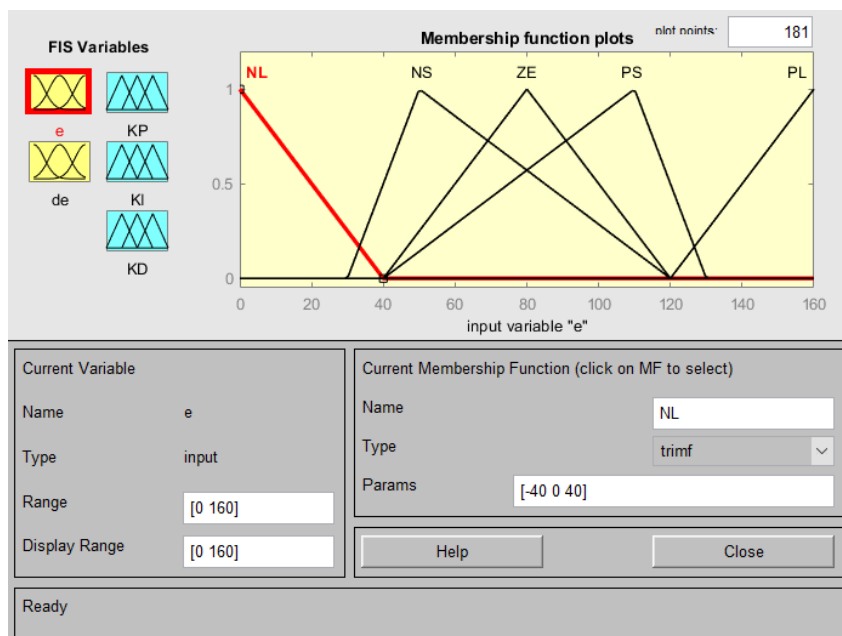 FIS Variables
Membership function plots
plot points:
181
e
KP
de
KI
KD
NL
NS
ZE
PS
PL
1
0.5
0
0
20
40
60
80
100
120
140
160
input variable "e"
Current Variable
Name
e
Type
input
Range
[0 160]
Display Range
[0 160]
Current Membership Function (click on MF to select)
Name
NL
Type
trimf
Params
[-40 0 40]
Help
Close
Ready